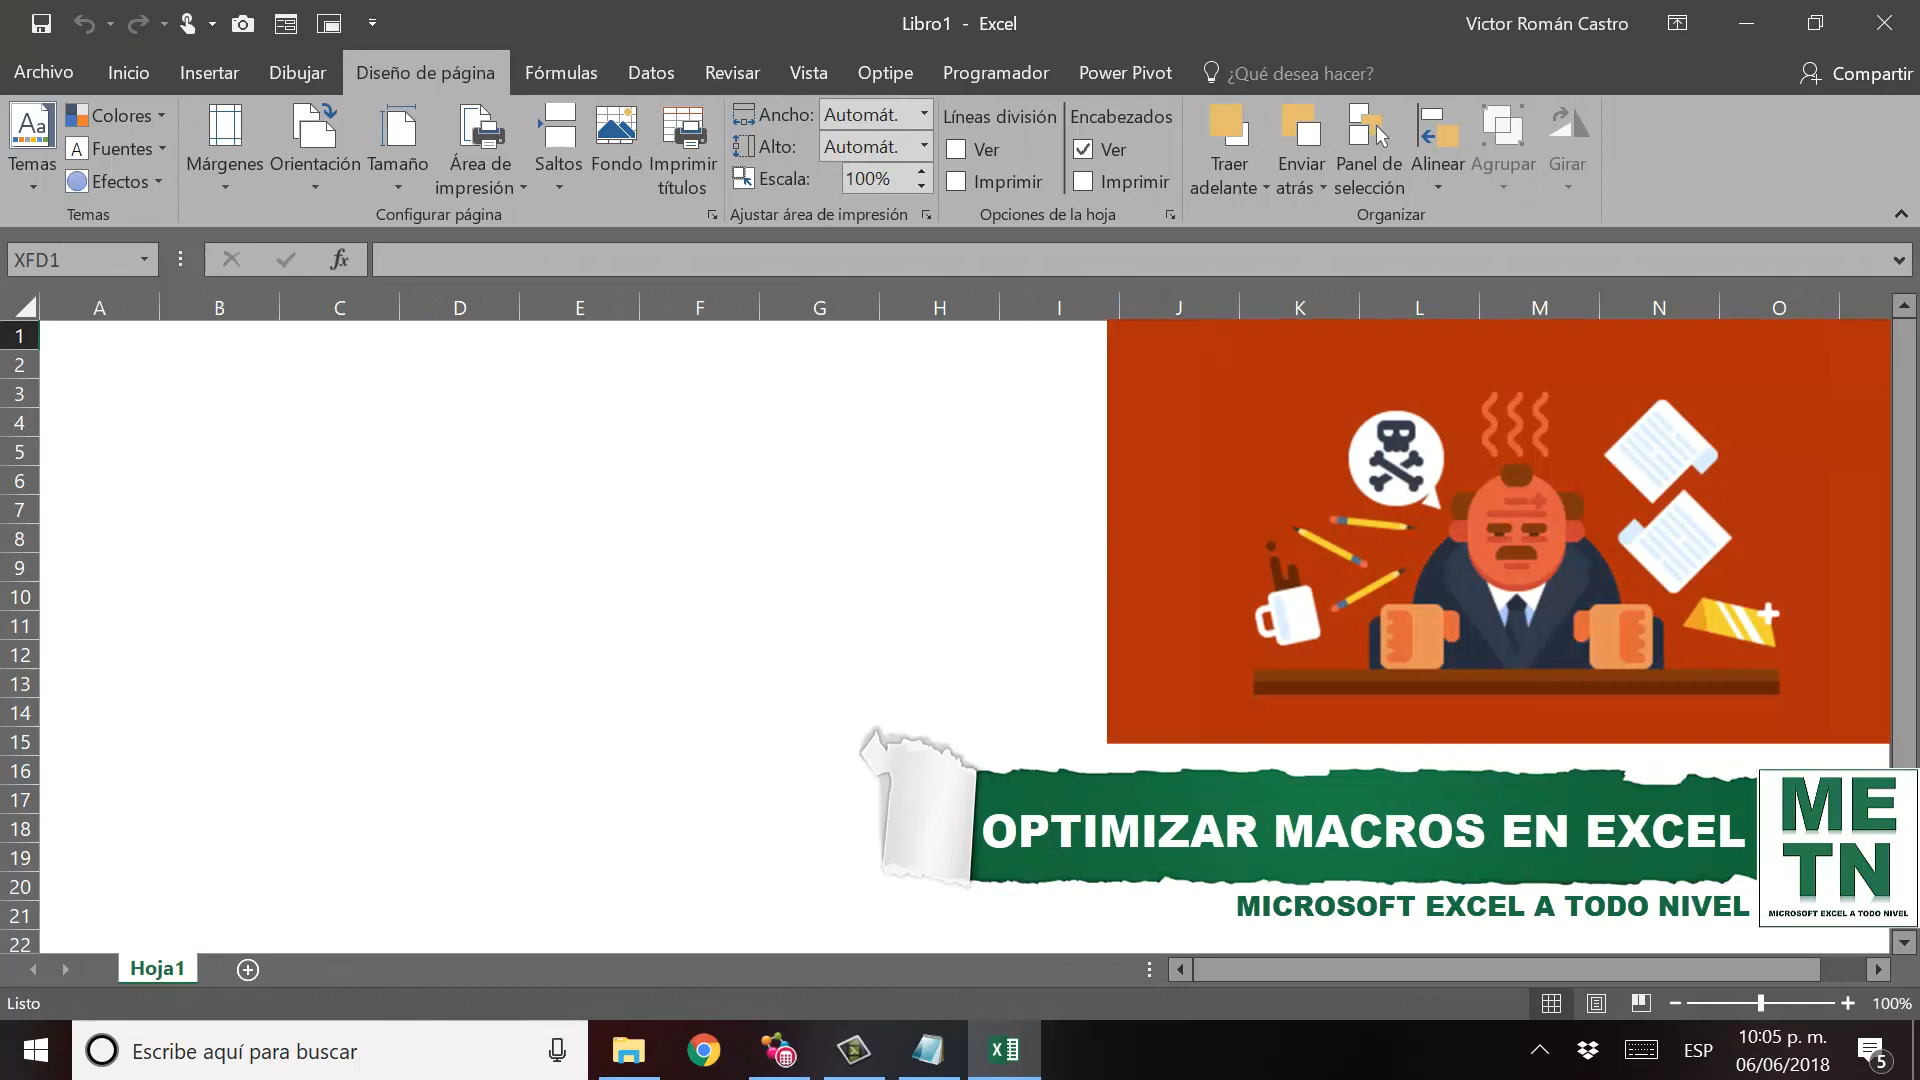 Libro1 - Excel
Victor Román Castro
Archivo Inicio Insertar Dibujar Diseño de página Fórmulas Datos Revisar Vista Optipe Programador Power Pivot ¿Qué desea hacer? Compartir
Aa
Temas
Colores
A Fuentes
Efectos
Temas
Márgenes Orientación Tamaño Área de impresión Saltos Fondo Imprimir títulos
Configurar página
Ancho: Automát.
Alto: Automát.
Escala: 100%
Ajustar área de impresión
Líneas división
Ver
Imprimir
Encabezados
Ver
Imprimir
Opciones de la hoja
Traer adelante Enviar atrás Panel de selección Alinear Agrupar Girar
Organizar
XFD1 fx
A B C D E F G H I J K L M N O
1
2
3
4
5
6
7
8
9
10
11
12
13
14
15
16
17
18
19
20
21
22
OPTIMIZAR MACROS EN EXCEL
MICROSOFT EXCEL A TODO NIVEL
ME
TN
MICROSOFT EXCEL A TODO NIVEL
Hoja1
Listo
100%
Escribe aquí para buscar
ESP
10:05 p. m.
06/06/2018
5